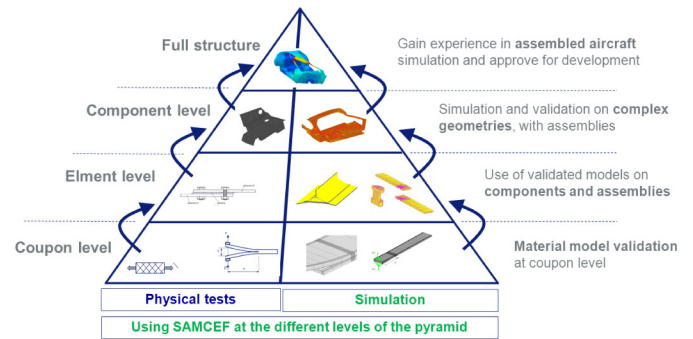 Full structure
Gain experience in assembled aircraft
simulation and approve for development
Component level
Simulation and validation on complex
geometries, with assemblies
Elment level
Use of validated models on
components and assemblies
Coupon level
Material model validation
at coupon level
Physical tests
Simulation
Using SAMCEF at the different levels of the pyramid